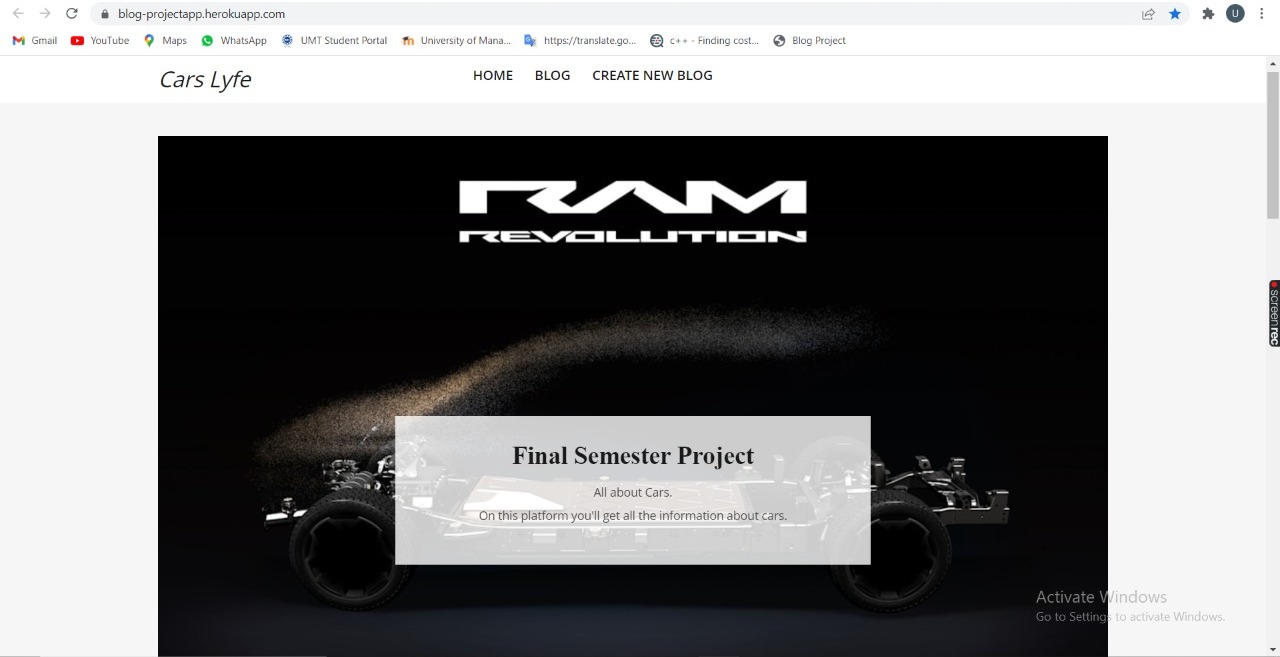 blog-projectapp.herokuapp.com
U
Gmail
YouTube
Maps
WhatsApp
UMT Student Portal
University of Mana...
https://translate.go...
c++ - Finding cost...
Blog Project
Cars Lyfe
HOME
BLOG
CREATE NEW BLOG
RAM
REVOLUTION
screenrec
Final Semester Project
All about Cars.
On this platform you'll get all the information about cars.
Activate Windows
Go to Settings to activate Windows.